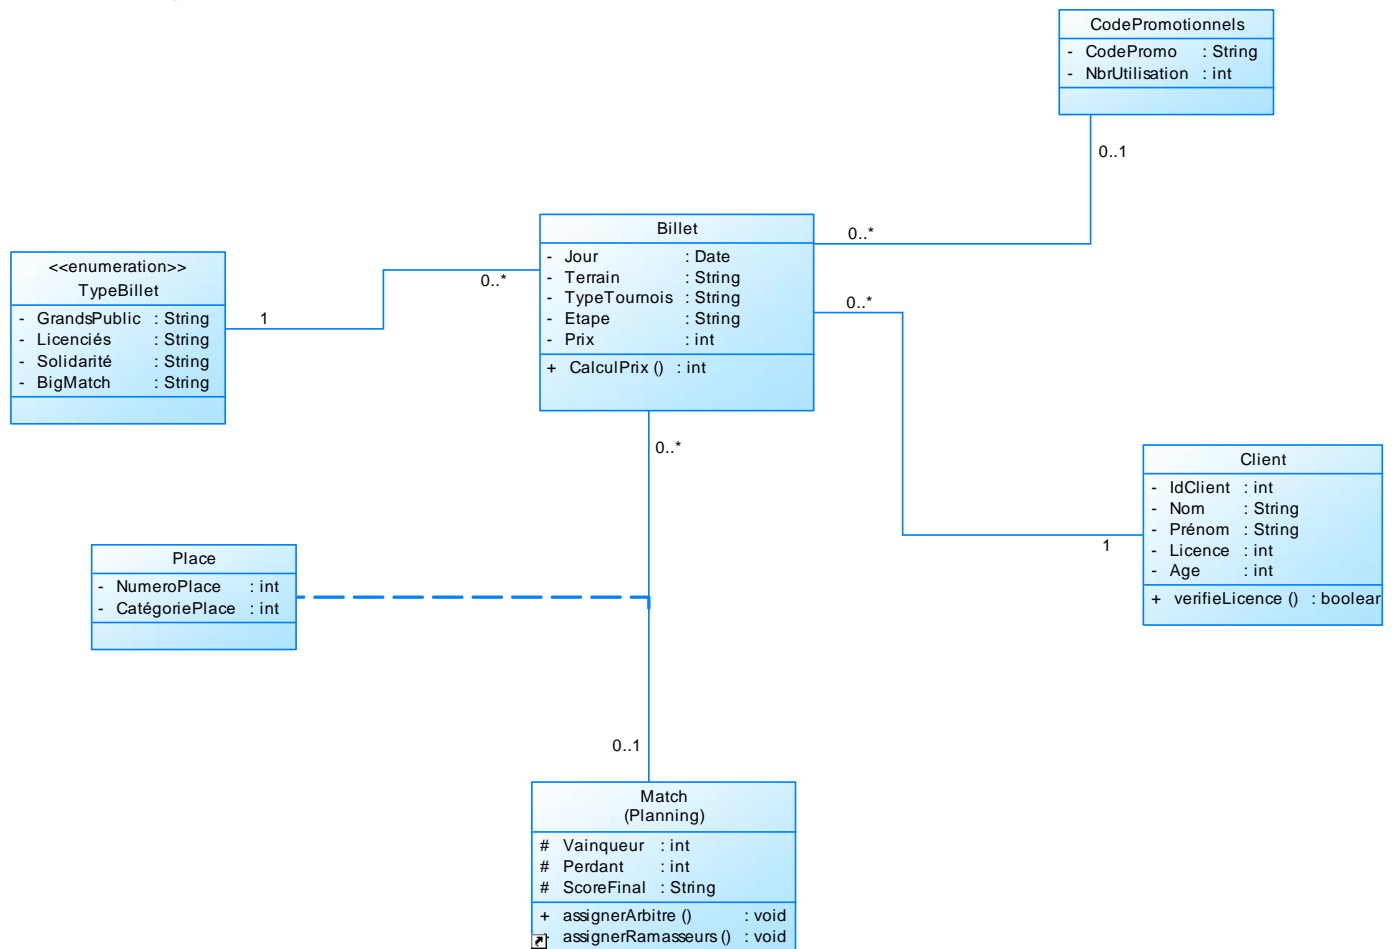 CodePromotionnels
- CodePromo : String
- NbrUtilisation : int
0..1
Billet
- Jour : Date
- Terrain : String
- TypeTournois : String
- Etape : String
- Prix : int
+ CalculPrix () : int
0..*
0..*
0..*
0..*
<<enumeration>>
TypeBillet
- GrandsPublic : String
- Licenciés : String
- Solidarité : String
- BigMatch : String
1
Client
- IdClient : int
- Nom : String
- Prénom : String
- Licence : int
- Age : int
+ verifieLicence () : boolear
1
Place
- NumeroPlace : int
- CatégoriePlace : int
0..1
Match
(Planning)
# Vainqueur : int
# Perdant : int
# ScoreFinal : String
+ assignerArbitre () : void
assignerRamasseurs () : void